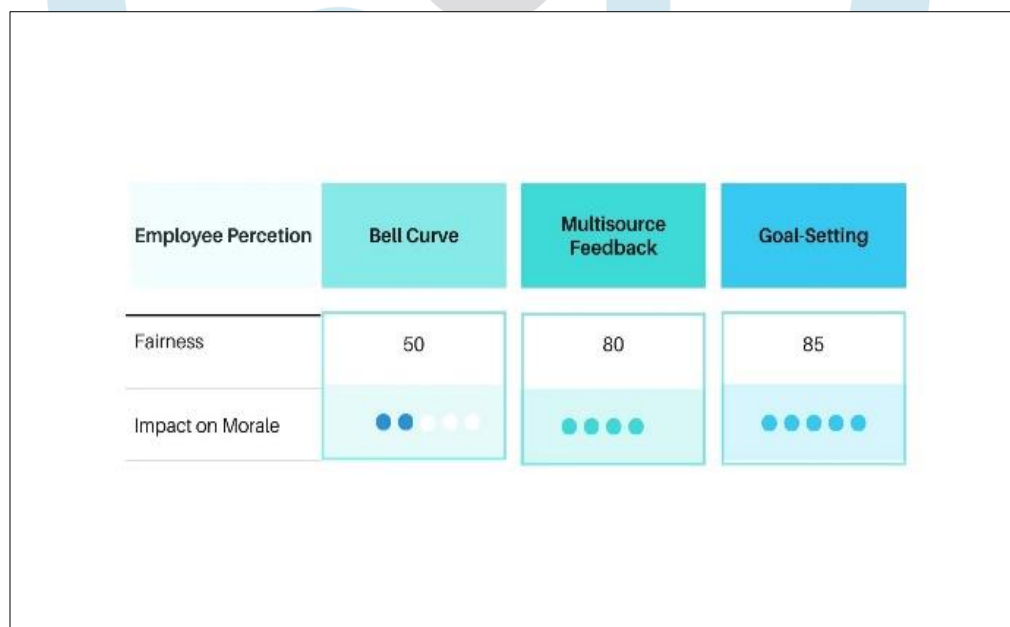 Employee Percetion
Bell Curve
Multisource
Feedback
Goal-Setting
Fairness
50
80
85
Impact on Morale